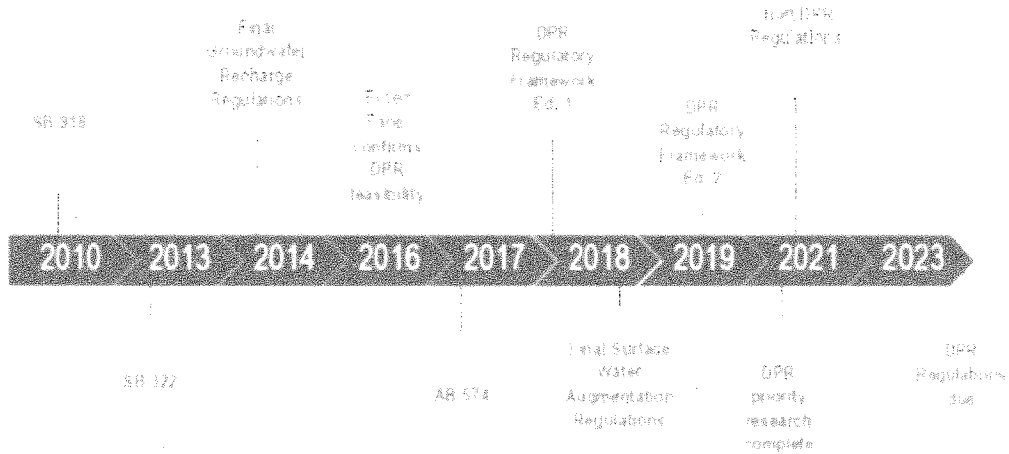 Final
Groundwater
Recharge
Regulations
DPR
Regulatory
Framework
Ed. 1
DPR
Regulations
SB 918
Expert
Panel
confirms
DPR
feasibility
DPR
Regulatory
Framework
Ed. 2
2010 2013 2014 2016 2017 2018 2019 2021 2023
SB 322
AB 574
Final Surface
Water
Augmentation
Regulations
DPR
priority
research
complete
DPR
Regulations
due